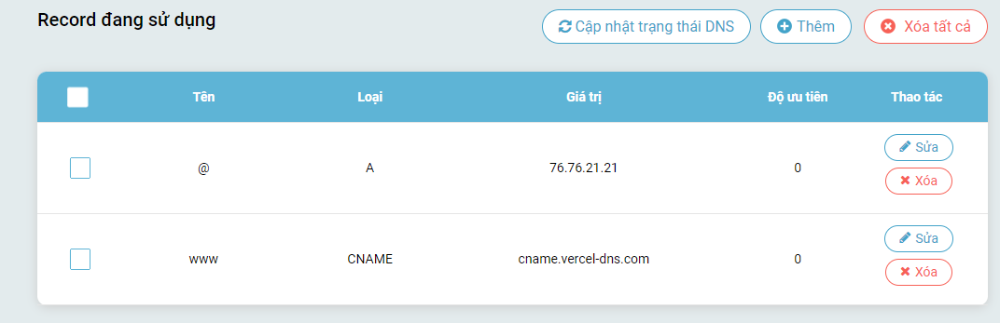 Record đang sử dụng
Cập nhật trạng thái DNS
Thêm
Xóa tất cả
Tên Loại Giá trị Độ ưu tiên Thao tác
@ A 76.76.21.21 0 Sửa
Xóa
www CNAME cname.vercel-dns.com 0 Sửa
Xóa